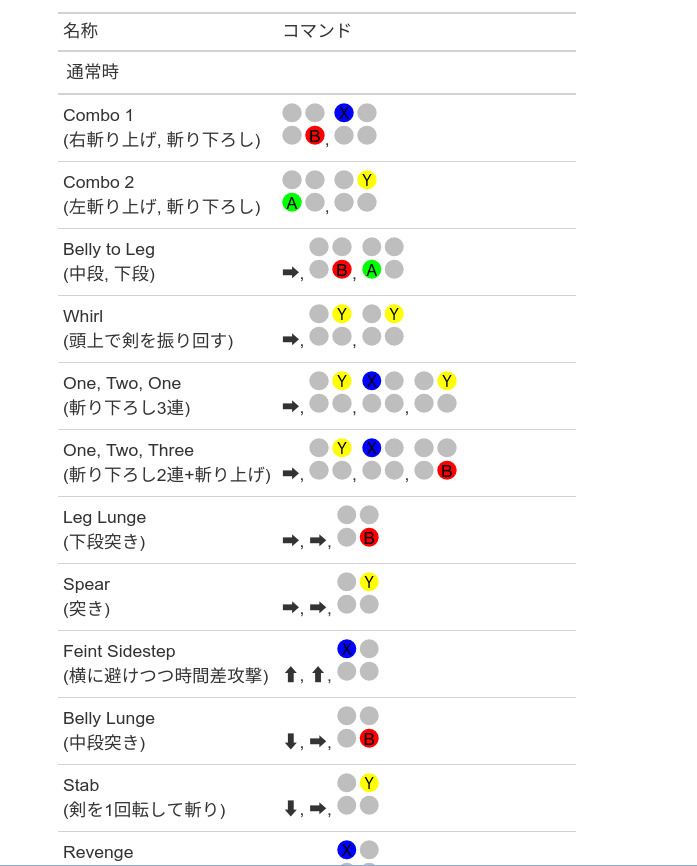 名称 コマンド
通常時
Combo 1 X
(右斬り上げ, 斬り下ろし) B ,
Combo 2 Y
(左斬り上げ, 斬り下ろし) A ,
Belly to Leg
(中段, 下段) ➡, B , A
Whirl Y Y
(頭上で剣を振り回す) ➡, ,
One, Two, One Y X Y
(斬り下ろし3連) ➡, , ,
One, Two, Three Y X
(斬り下ろし2連+斬り上げ) ➡, , , B
Leg Lunge
(下段突き) ➡, ➡, B
Spear Y
(突き) ➡, ➡,
Feint Sidestep X
(横に避けつつ時間差攻撃) ⬆, ⬆,
Belly Lunge
(中段突き) ⬇, ➡, B
Stab Y
(剣を1回転して斬り) ⬇, ➡,
Revenge X